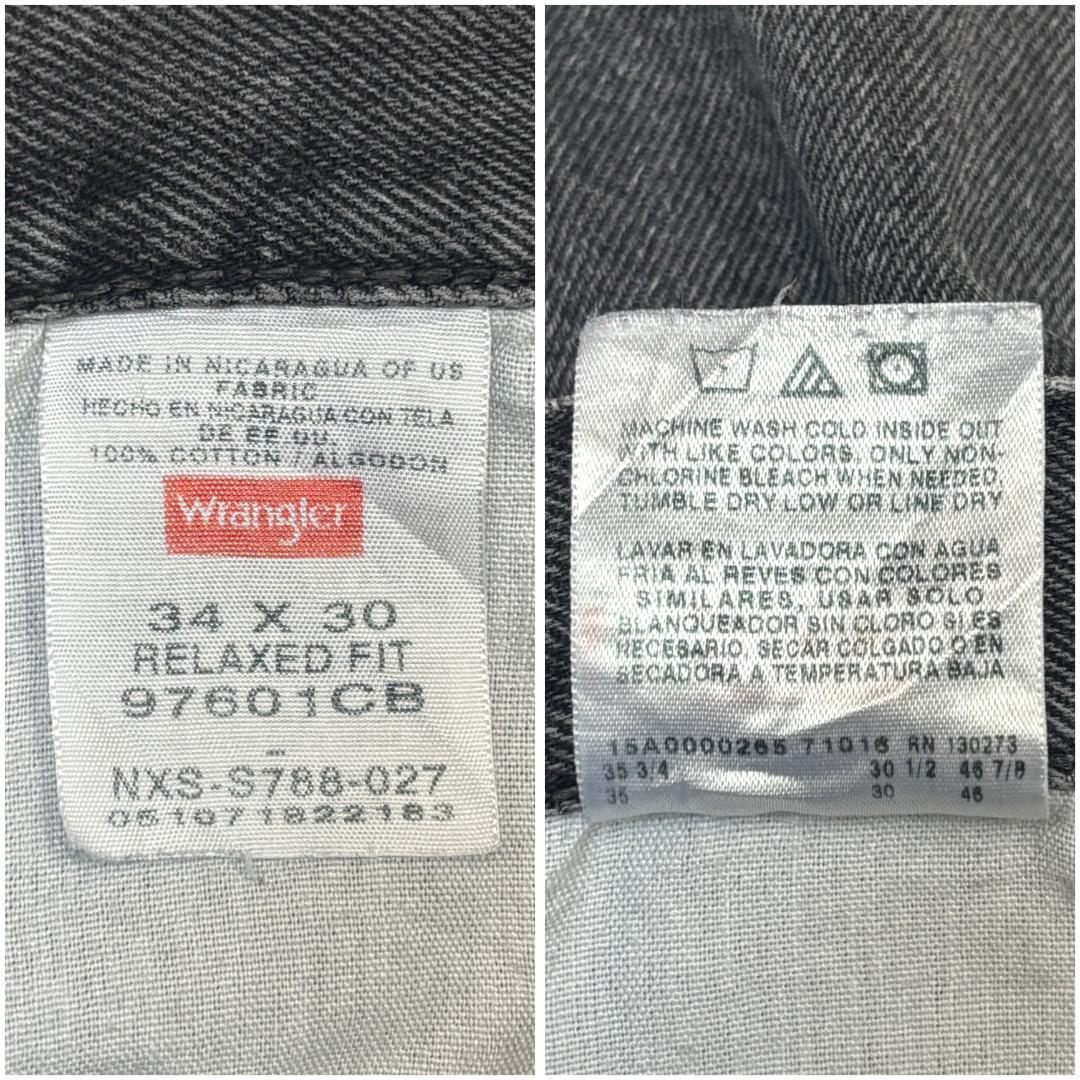 MADE IN NICARAGUA OF US
FABRIC
HECHO EN NICARAGUA CON TELA
DE EE.UU.
100% COTTON / ALGODON
Wrangler
34 X 30
RELAXED FIT
97601CB
NXS-S788-027
051071822183
MACHINE WASH COLD INSIDE OUT
WITH LIKE COLORS. ONLY NON-
CHLORINE BLEACH WHEN NEEDED
TUMBLE DRY LOW OR LINE DRY
LAVAR EN LAVADORA CON AGUA
FRIA AL REVES CON COLORES
SIMILARES, USAR SOLO
BLANQUEADOR SIN CLORO SI ES
NECESARIO, SECAR COLGADO O EN
SECADORA A TEMPERATURA BAJA
15A0000265 71016 RN 130273
35 3/4 30 1/2 46 7/8
35 30 46